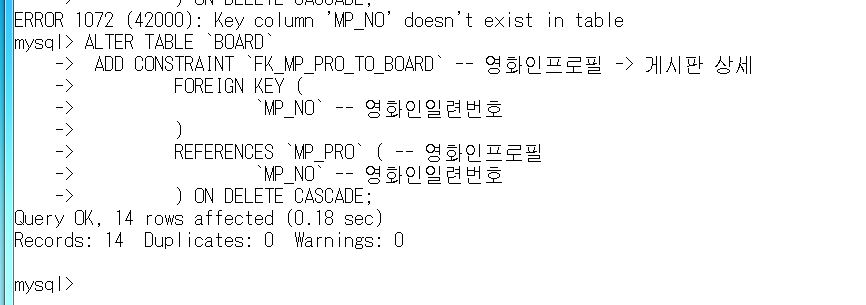 ) ON DELETE CASCADE;
ERROR 1072 (42000): Key column 'MP_NO' doesn't exist in table
mysql> ALTER TABLE `BOARD`
    ->  ADD CONSTRAINT `FK_MP_PRO_TO_BOARD` -- 영화인프로필 -> 게시판 상세
    ->          FOREIGN KEY (
    ->                  `MP_NO` -- 영화인일련번호
    ->          )
    ->          REFERENCES `MP_PRO` ( -- 영화인프로필
    ->                  `MP_NO` -- 영화인일련번호
    ->          ) ON DELETE CASCADE;
Query OK, 14 rows affected (0.18 sec)
Records: 14  Duplicates: 0  Warnings: 0
mysql>